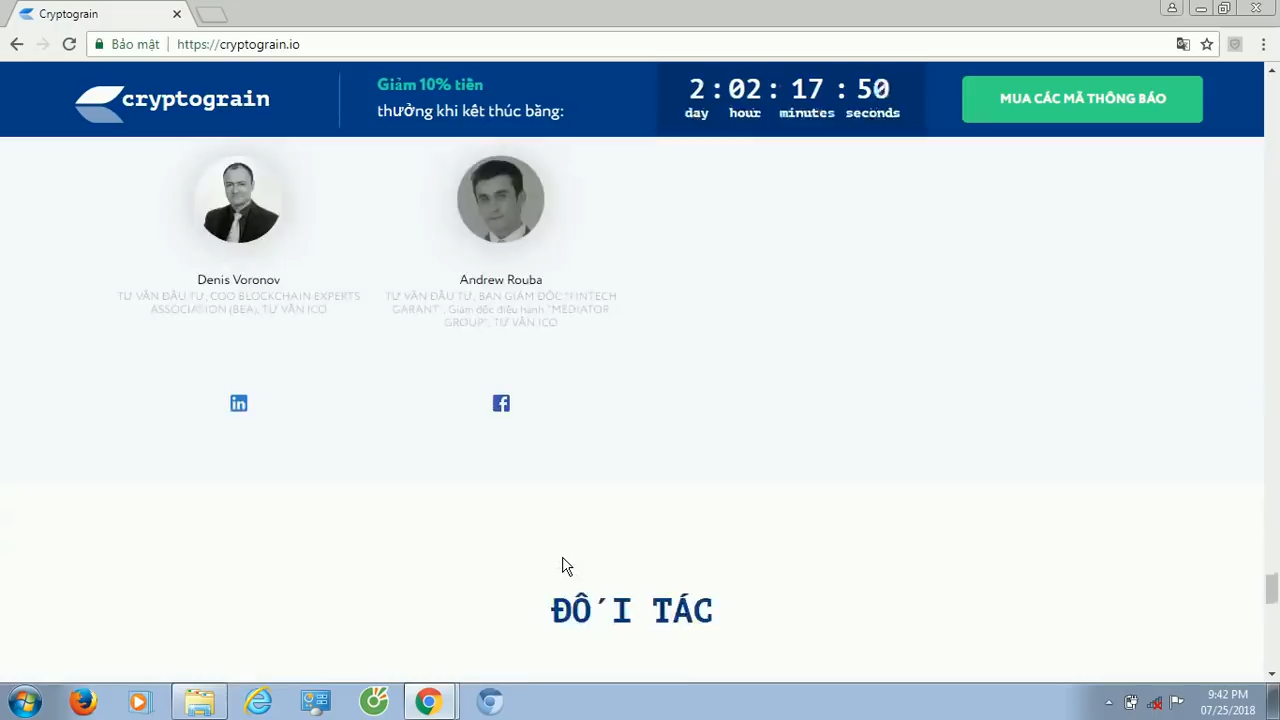 Cryptograin
Bảo mật
https://cryptograin.io
cryptograin
Giảm 10% tiền
thưởng khi kết thúc bằng:
2 : 02 : 17 : 50
day hour minutes seconds
MUA CÁC MÃ THÔNG BÁO
Denis Voronov
TƯ VẤN ĐẦU TƯ, COO BLOCKCHAIN EXPERTS
(BEA), TƯ VẤN ICO
Andrew Rouba
TƯ VẤN ĐẦU TƯ, BAN GIÁM ĐỐC "FINTECH
GARANT". Giám đốc điều hành "MEDIATOR
GROUP", TƯ VẤN ICO
in
f
ĐỐI TÁC
9:42 PM
07/25/2018